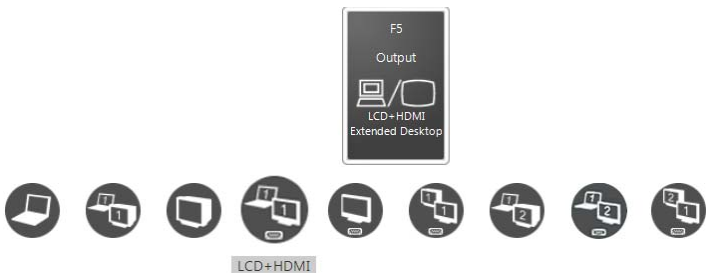 F5
Output
LCD+HDMI
Extended Desktop
1 1 1 1 1 1 1 2 1 2 2 1
LCD+HDMI